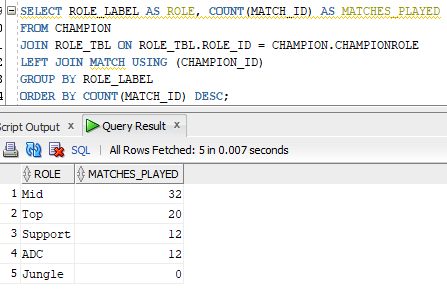 SELECT ROLE_LABEL AS ROLE, COUNT(MATCH_ID) AS MATCHES_PLAYED
FROM CHAMPION
JOIN ROLE_TBL ON ROLE_TBL.ROLE_ID = CHAMPION.CHAMPIONROLE
LEFT JOIN MATCH USING (CHAMPION_ID)
GROUP BY ROLE_LABEL
ORDER BY COUNT(MATCH_ID) DESC;
Script Output x Query Result x
SQL | All Rows Fetched: 5 in 0.007 seconds
ROLE MATCHES_PLAYED
1 Mid 32
2 Top 20
3 Support 12
4 ADC 12
5 Jungle 0